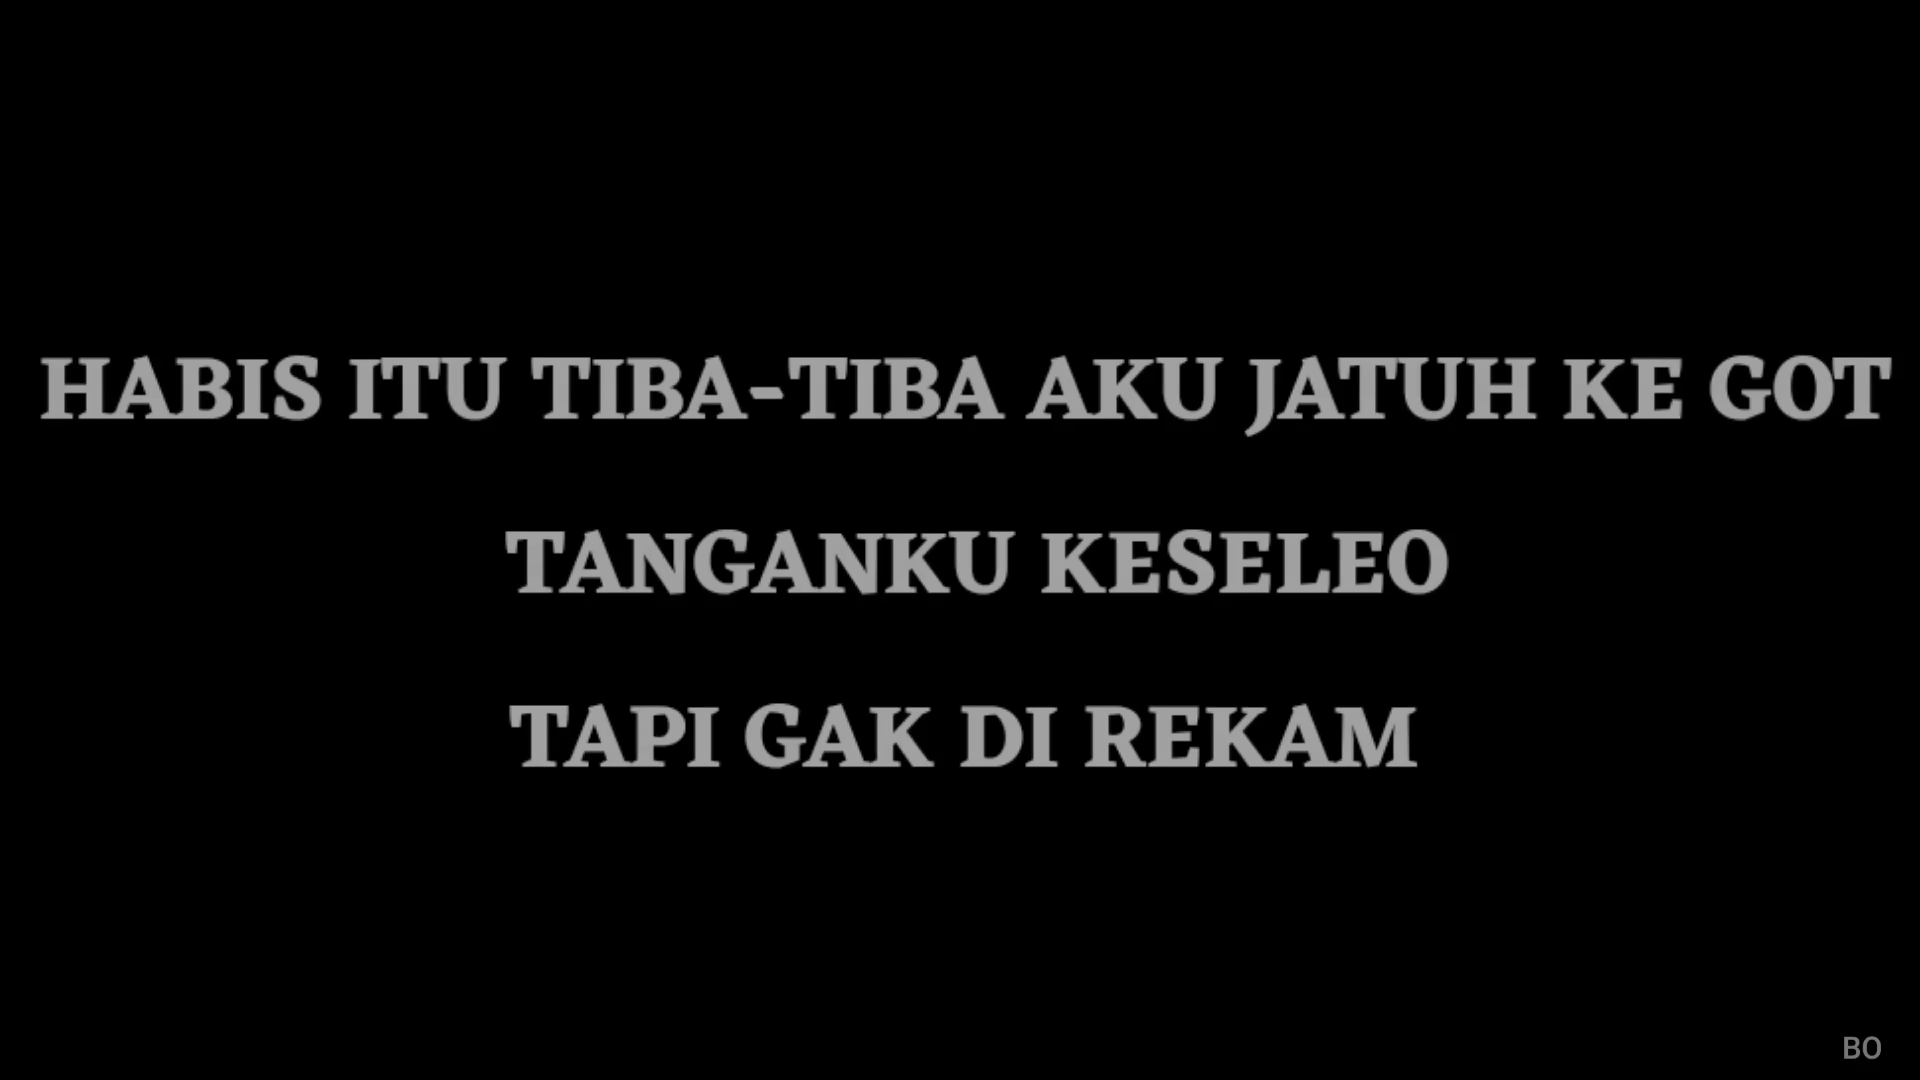 HABIS ITU TIBA-TIBA AKU JATUH KE GOT
TANGANKU KESELEO
TAPI GAK DI REKAM
BO